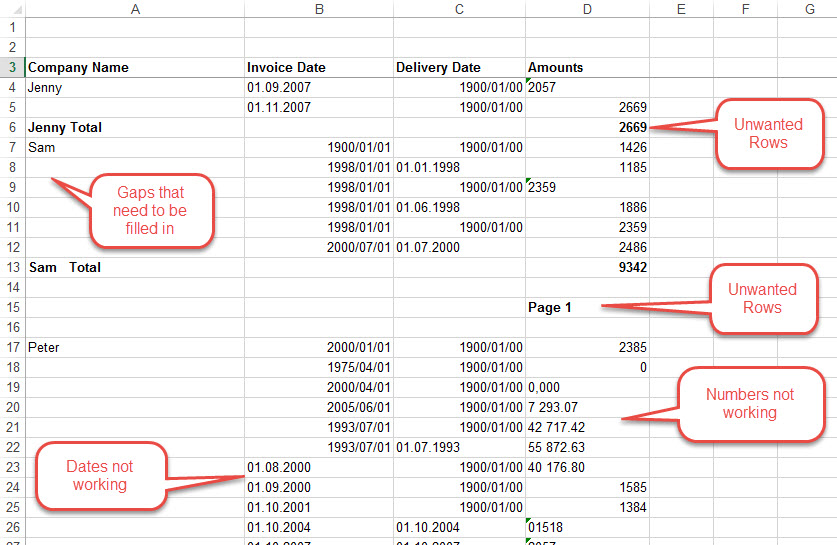 A B C D E F G
1
2
3 Company Name Invoice Date Delivery Date Amounts
4 Jenny 01.09.2007 1900/01/00 2057
5 01.11.2007 1900/01/00 2669
6 Jenny Total 2669
Unwanted
Rows
7 Sam 1900/01/01 1900/01/00 1426
8 1998/01/01 01.01.1998 1185
9 1998/01/01 1900/01/00 2359
10 1998/01/01 01.06.1998 1886
11 1998/01/01 1900/01/00 2359
12 2000/07/01 01.07.2000 2486
Gaps that
need to be
filled in
13 Sam Total 9342
14
15 Page 1
Unwanted
Rows
16
17 Peter 2000/01/01 1900/01/00 2385
18 1975/04/01 1900/01/00 0
19 2000/04/01 1900/01/00 0,000
20 2005/06/01 1900/01/00 7 293.07
21 1993/07/01 1900/01/00 42 717.42
Numbers not
working
22 1993/07/01 01.07.1993 55 872.63
23 01.08.2000 1900/01/00 40 176.80
24 01.09.2000 1900/01/00 1585
Dates not
working
25 01.10.2001 1900/01/00 1384
26 01.10.2004 01.10.2004 01518